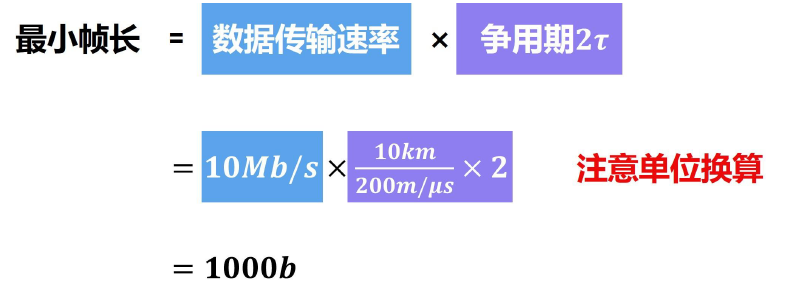 最小帧长 = 数据传输速率 × 争用期2τ
= 10Mb/s × 10km / 200m/μs × 2 注意单位换算
= 1000b